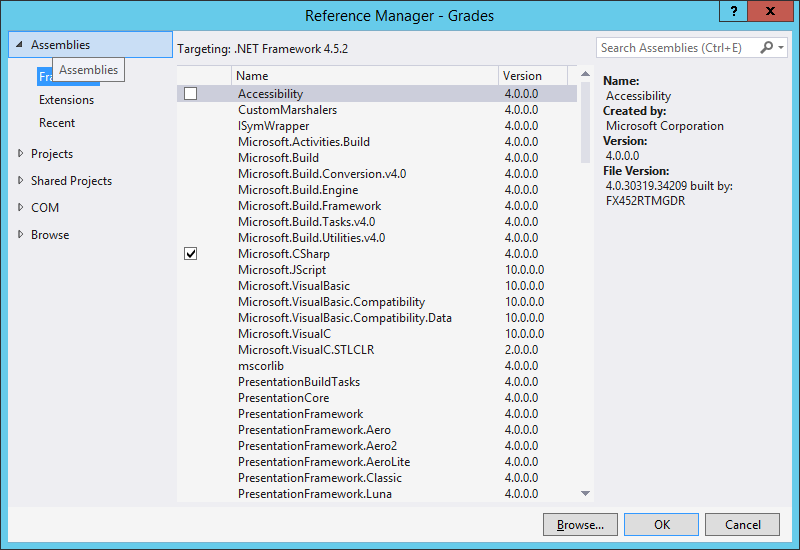 Reference Manager - Grades
? x
Assemblies
Assemblies
Extensions
Recent
Projects
Shared Projects
COM
Browse
Targeting: .NET Framework 4.5.2
Name Version
Accessibility 4.0.0.0
CustomMarshalers 4.0.0.0
ISymWrapper 4.0.0.0
Microsoft.Activities.Build 4.0.0.0
Microsoft.Build 4.0.0.0
Microsoft.Build.Conversion.v4.0 4.0.0.0
Microsoft.Build.Engine 4.0.0.0
Microsoft.Build.Framework 4.0.0.0
Microsoft.Build.Tasks.v4.0 4.0.0.0
Microsoft.Build.Utilities.v4.0 4.0.0.0
Microsoft.CSharp 4.0.0.0
Microsoft.JScript 10.0.0.0
Microsoft.VisualBasic 10.0.0.0
Microsoft.VisualBasic.Compatibility 10.0.0.0
Microsoft.VisualBasic.Compatibility.Data 10.0.0.0
Microsoft.VisualC 10.0.0.0
Microsoft.VisualC.STLCLR 2.0.0.0
mscorlib 4.0.0.0
PresentationBuildTasks 4.0.0.0
PresentationCore 4.0.0.0
PresentationFramework 4.0.0.0
PresentationFramework.Aero 4.0.0.0
PresentationFramework.Aero2 4.0.0.0
PresentationFramework.AeroLite 4.0.0.0
PresentationFramework.Classic 4.0.0.0
PresentationFramework.Luna 4.0.0.0
Search Assemblies (Ctrl+E)
Name:
Accessibility
Created by:
Microsoft Corporation
Version:
4.0.0.0
File Version:
4.0.30319.34209 built by:
FX452RTMGDR
Browse... OK Cancel